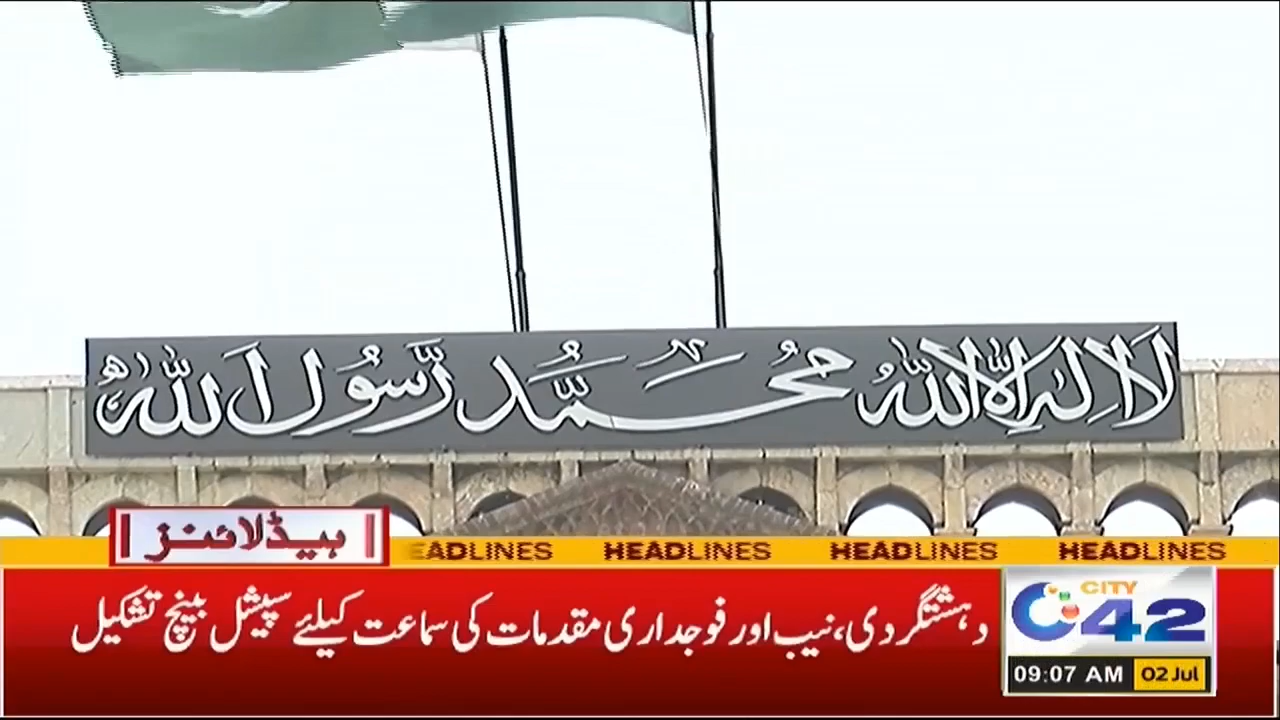 لا اله الا الله محمد رسول الله
ہیڈلائنز
EADLINES HEADLINES HEADLINES HEADLINES
دہشتگردی، نیب اور فوجداری مقدمات کی سماعت کیلئے سپیشل بینچ تشکیل
CITY
42
09:07 AM 02 Jul